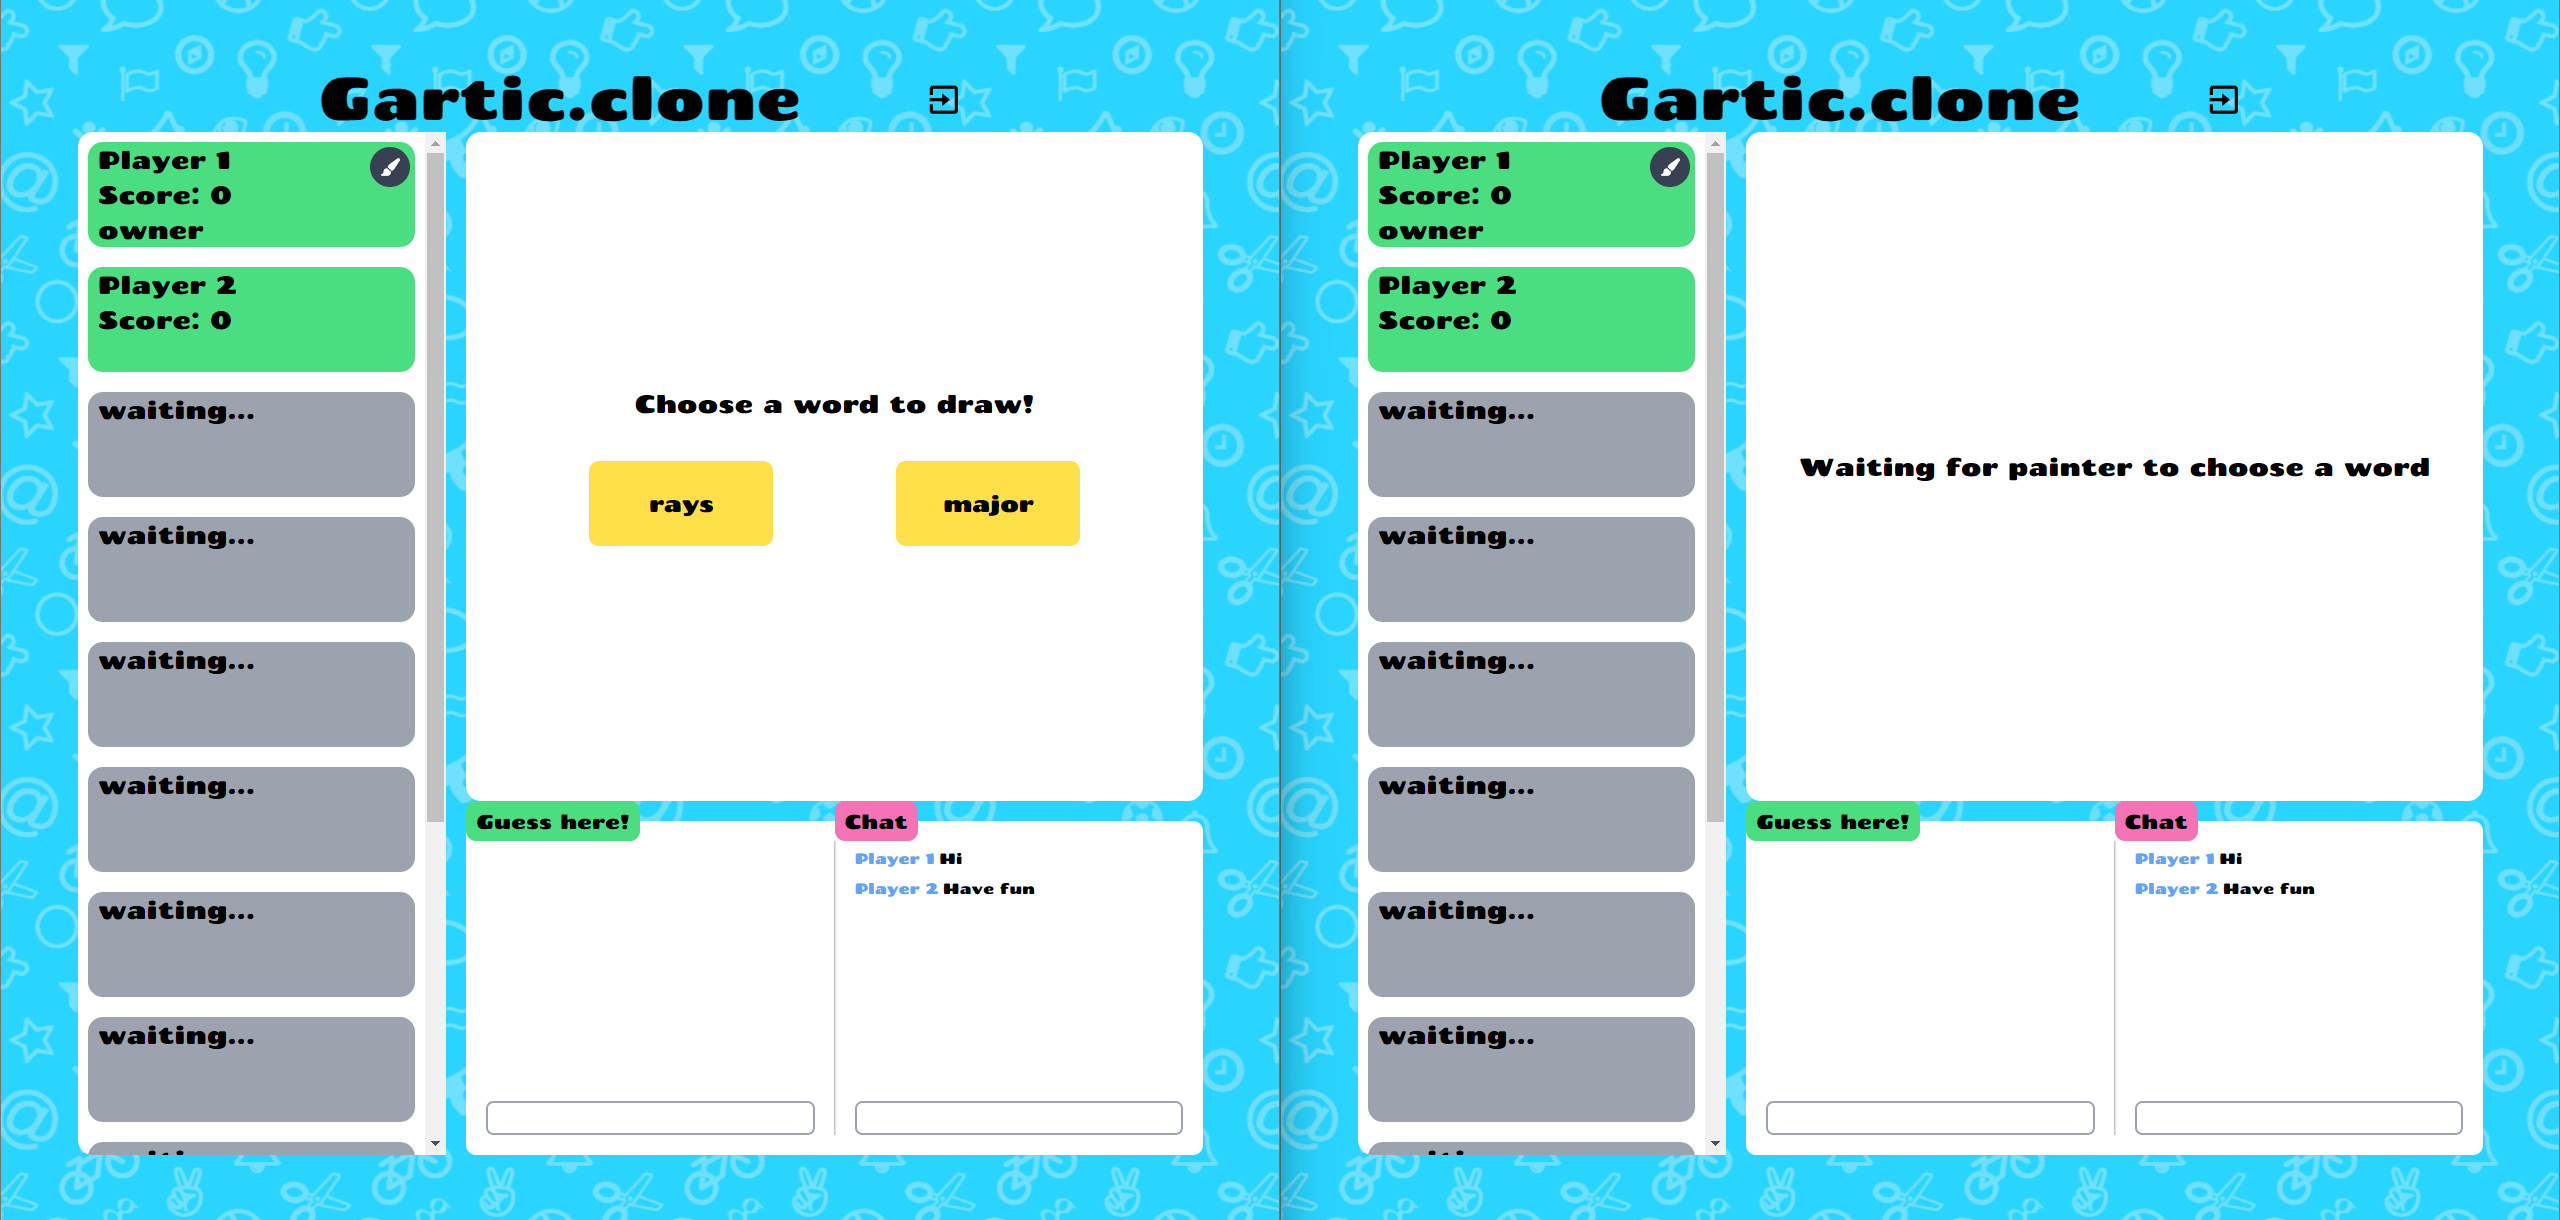 Gartic.clone
Player 1
Score: 0
owner
Player 2
Score: 0
waiting...
waiting...
waiting...
waiting...
waiting...
waiting...
Choose a word to draw!
rays
major
Guess here!
Chat
Player 1 Hi
Player 2 Have fun
Gartic.clone
Player 1
Score: 0
owner
Player 2
Score: 0
waiting...
waiting...
waiting...
waiting...
waiting...
waiting...
Waiting for painter to choose a word
Guess here!
Chat
Player 1 Hi
Player 2 Have fun